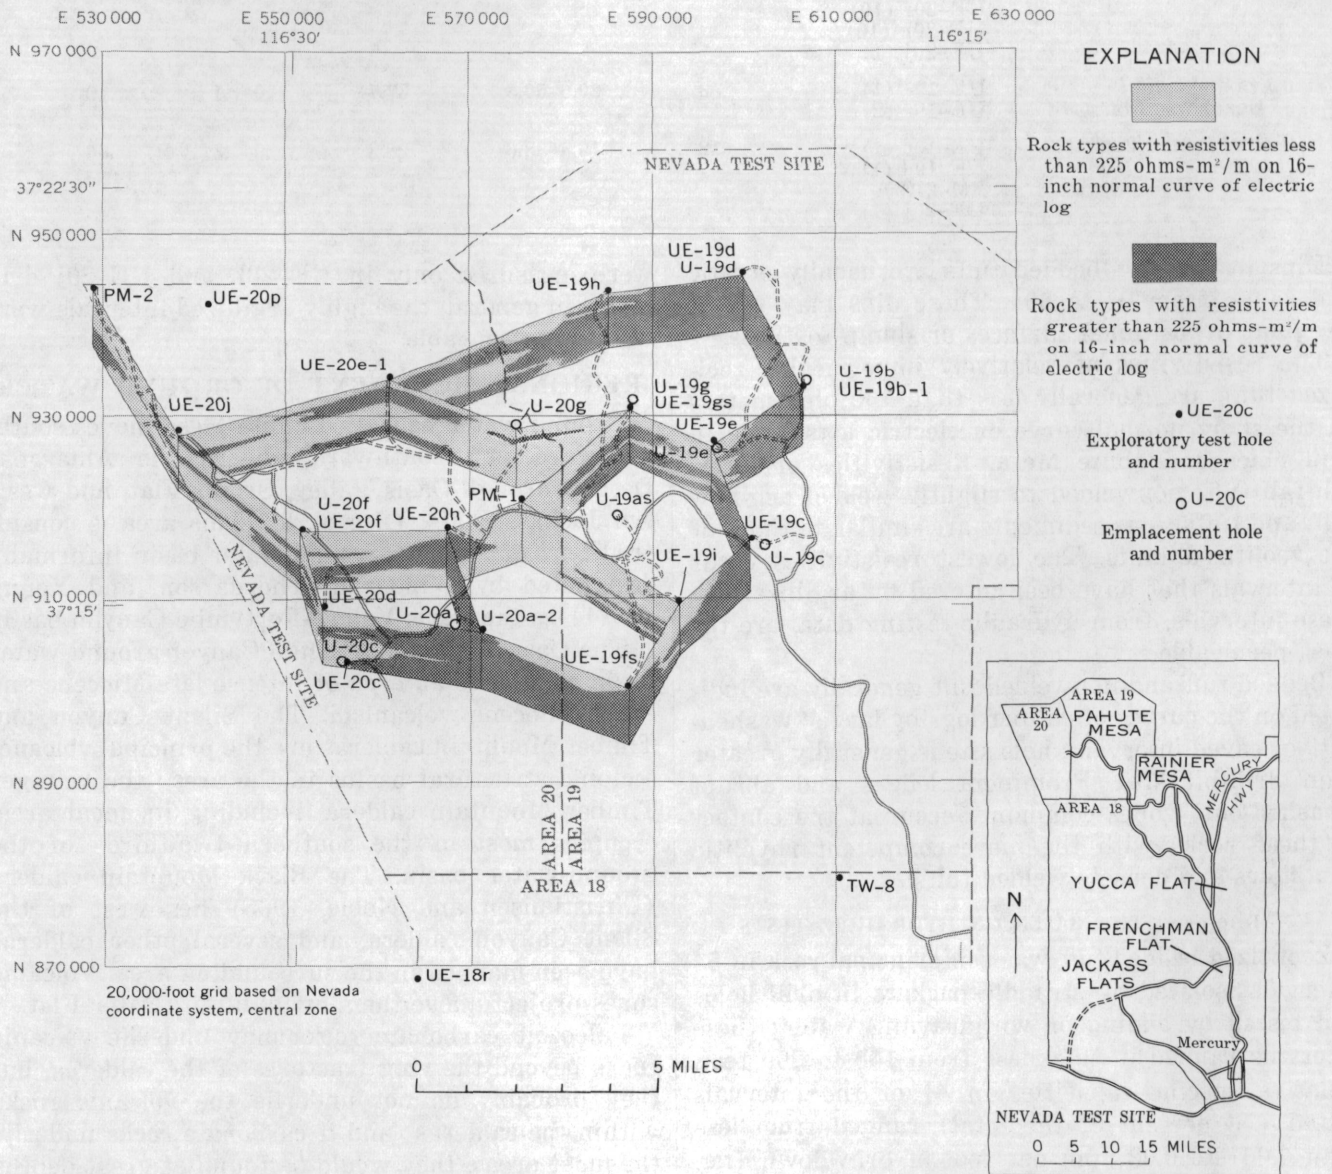 E 530 000 E 550 000 E 570 000 E 590 000 E 610 000 E 630 000
116°30' 116°15'
N 970 000
EXPLANATION
NEVADA TEST SITE
Rock types with resistivities less
than 225 ohms-m²/m on 16-
inch normal curve of electric
log
37°22'30"
N 950 000
UE-19d
U-19d
PM-2
UE-20p
UE-19h
Rock types with resistivities
greater than 225 ohms-m²/m
on 16-inch normal curve of
electric log
UE-20e-1
U-19b
UE-19b-1
U-19g
UE-19gs
N 930 000
UE-20j
U-20g
UE-19e
U-19e
UE-20c
Exploratory test hole
and number
PM-1
U-19as
U-20c
Emplacement hole
and number
U-20f
UE-20f
UE-20h
UE-19c
U-19c
UE-19i
NEVADA TEST SITE
N 910 000
37°15'
UE-20d
U-20a
U-20a-2
U-20c
UE-20c
UE-19fs
AREA 19
AREA
20
PAHUTE
MESA
RAINIER
MESA
MERCURY
HWY
AREA 18
N 890 000
AREA 20
AREA 19
AREA 18
TW-8
YUCCA FLAT
N
FRENCHMAN
FLAT
JACKASS
FLATS
N 870 000
UE-18r
20,000-foot grid based on Nevada
coordinate system, central zone
Mercury
0 5 MILES
NEVADA TEST SITE
0 5 10 15 MILES